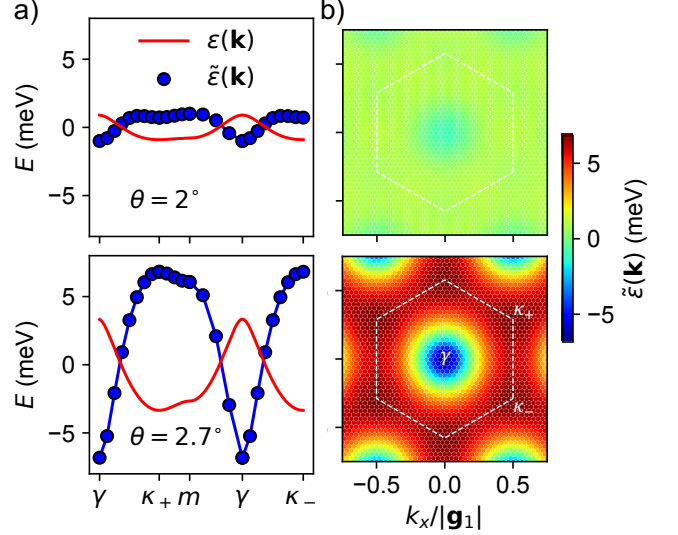 a)
b)
E (meV)
5
0
−5
ε(k)
ε̃(k)
θ = 2°
E (meV)
5
0
−5
θ = 2.7°
γ
κ₊
m
γ
κ₋
κ₊
γ
κ₋
−0.5
0.0
0.5
kₓ/|g₁|
5
0
−5
ε̃(k) (meV)